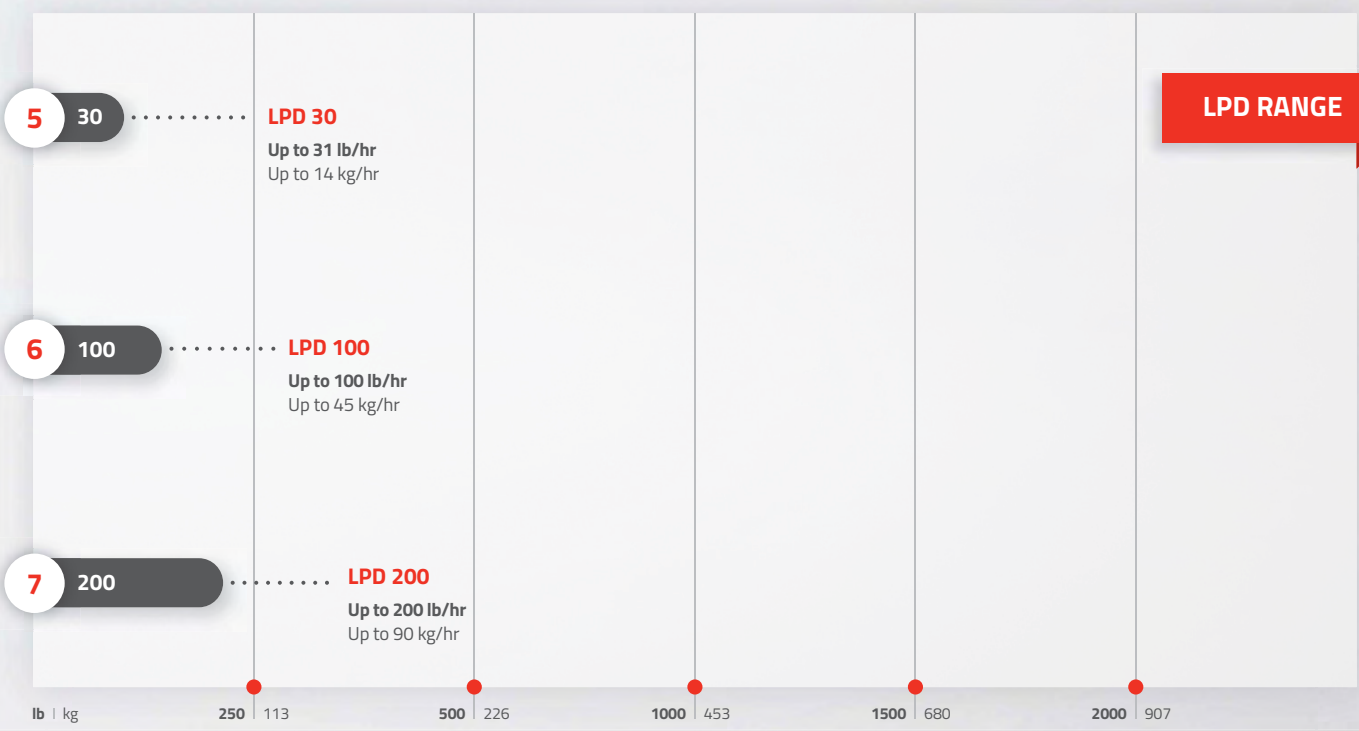 LPD RANGE
5 30 LPD 30
Up to 31 lb/hr
Up to 14 kg/hr
6 100 LPD 100
Up to 100 lb/hr
Up to 45 kg/hr
7 200 LPD 200
Up to 200 lb/hr
Up to 90 kg/hr
lb | kg 250 | 113 500 | 226 1000 | 453 1500 | 680 2000 | 907